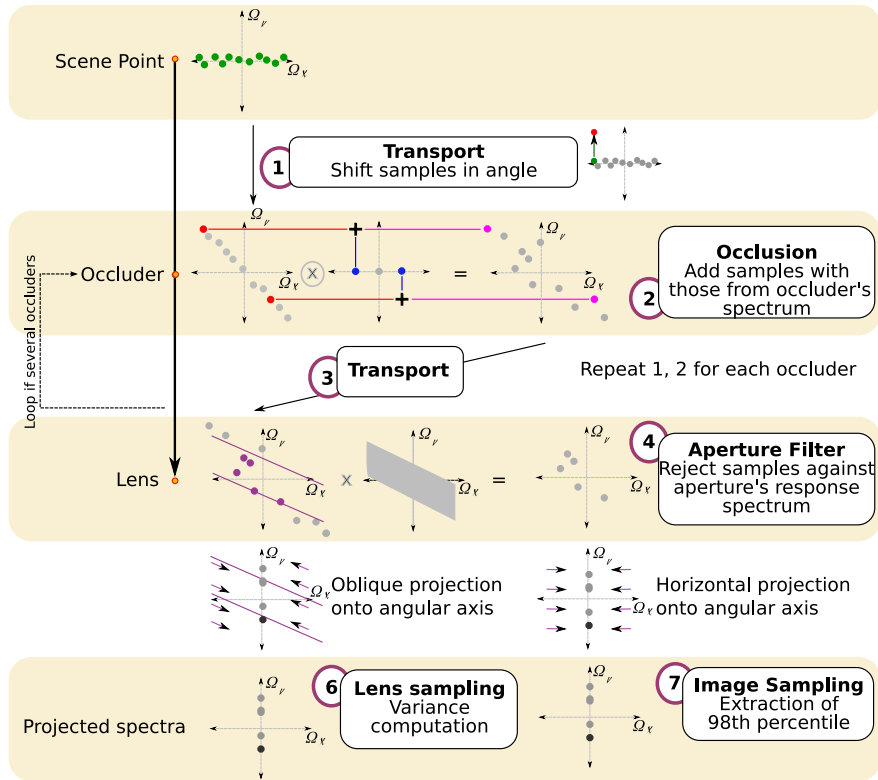 Ω_ν
Scene Point
Ω_x
1
Transport
Shift samples in angle
Ω_ν
Ω_ν
Occluder
Ω_x
x
=
Ω_x
2
Occlusion
Add samples with
those from occluder's
spectrum
Loop if several occluders
3
Transport
Repeat 1, 2 for each occluder
Ω_ν
Ω_ν
Ω_ν
4
Aperture Filter
Reject samples against
aperture's response
spectrum
Lens
Ω_x
x
Ω_x
=
Ω_x
Ω_ν
Ω_x
Oblique projection
onto angular axis
Ω_ν
Ω_x
Horizontal projection
onto angular axis
Projected spectra
Ω_ν
Ω_x
6
Lens sampling
Variance
computation
Ω_ν
Ω_x
7
Image Sampling
Extraction of
98th percentile